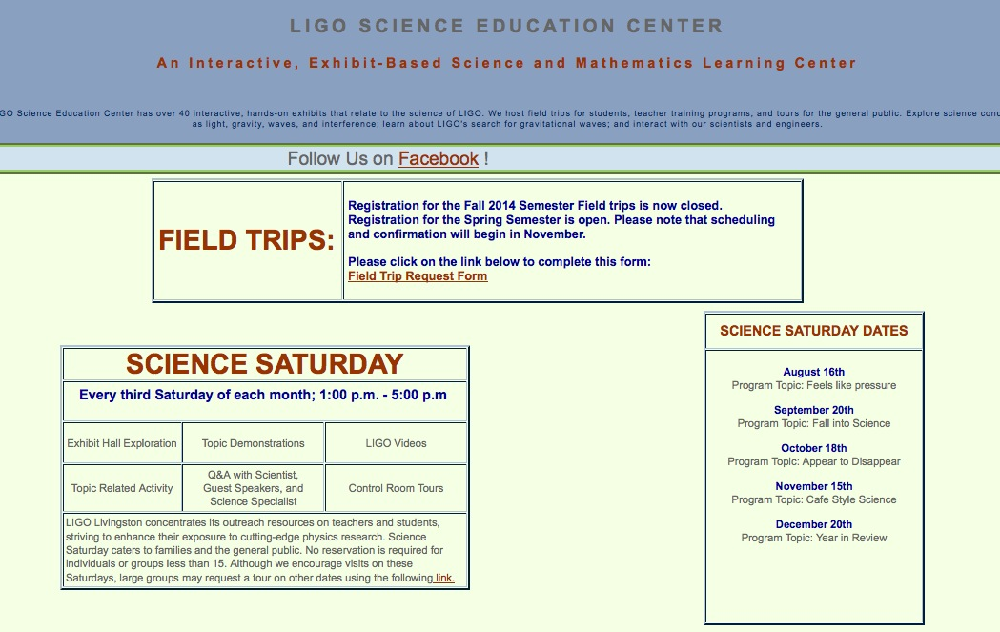 LIGO SCIENCE EDUCATION CENTER
An Interactive, Exhibit-Based Science and Mathematics Learning Center
GO Science Education Center has over 40 interactive, hands-on exhibits that relate to the science of LIGO. We host field trips for students, teacher training programs, and tours for the general public. Explore science conc
as light, gravity, waves, and interference; learn about LIGO's search for gravitational waves; and interact with our scientists and engineers.
Follow Us on Facebook !
FIELD TRIPS:
Registration for the Fall 2014 Semester Field trips is now closed.
Registration for the Spring Semester is open. Please note that scheduling
and confirmation will begin in November.
Please click on the link below to complete this form:
Field Trip Request Form
SCIENCE SATURDAY
Every third Saturday of each month; 1:00 p.m. - 5:00 p.m
Exhibit Hall Exploration
Topic Demonstrations
LIGO Videos
Topic Related Activity
Q&A with Scientist,
Guest Speakers, and
Science Specialist
Control Room Tours
LIGO Livingston concentrates its outreach resources on teachers and students,
striving to enhance their exposure to cutting-edge physics research. Science
Saturday caters to families and the general public. No reservation is required for
individuals or groups less than 15. Although we encourage visits on these
Saturdays, large groups may request a tour on other dates using the following link.
SCIENCE SATURDAY DATES
August 16th
Program Topic: Feels like pressure
September 20th
Program Topic: Fall into Science
October 18th
Program Topic: Appear to Disappear
November 15th
Program Topic: Cafe Style Science
December 20th
Program Topic: Year in Review